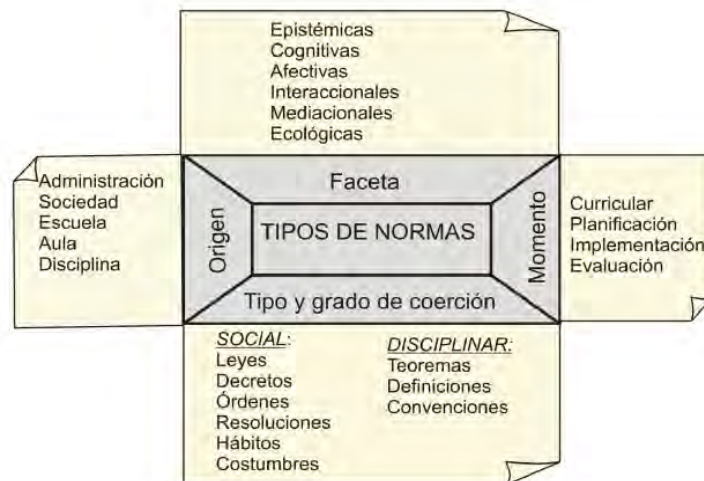 Epistémicas
Cognitivas
Afectivas
Interaccionales
Mediacionales
Ecológicas
Administración
Sociedad
Escuela
Aula
Disciplina
Origen
Faceta
TIPOS DE NORMAS
Tipo y grado de coerción
Momento
Curricular
Planificación
Implementación
Evaluación
SOCIAL:
Leyes
Decretos
Órdenes
Resoluciones
Hábitos
Costumbres
DISCIPLINAR:
Teoremas
Definiciones
Convenciones